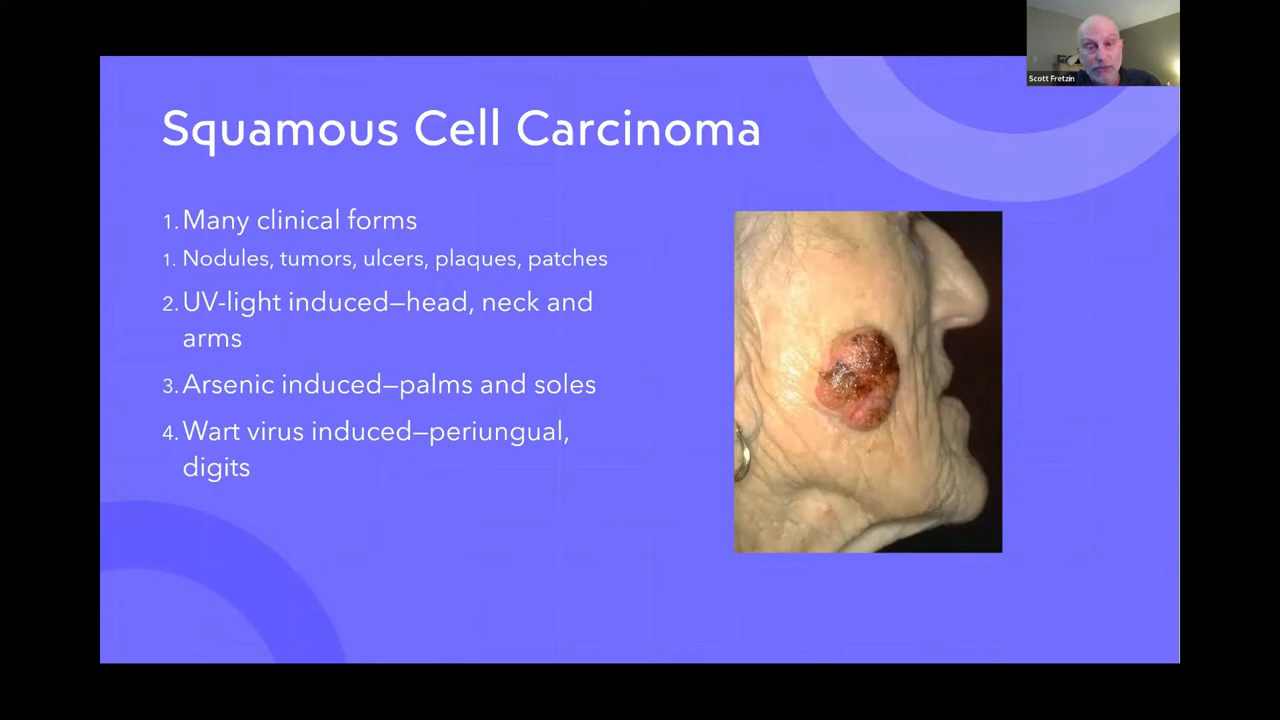 Scott Fretzin
Squamous Cell Carcinoma
1. Many clinical forms
1. Nodules, tumors, ulcers, plaques, patches
2. UV-light induced—head, neck and
arms
3. Arsenic induced—palms and soles
4. Wart virus induced—periungual,
digits